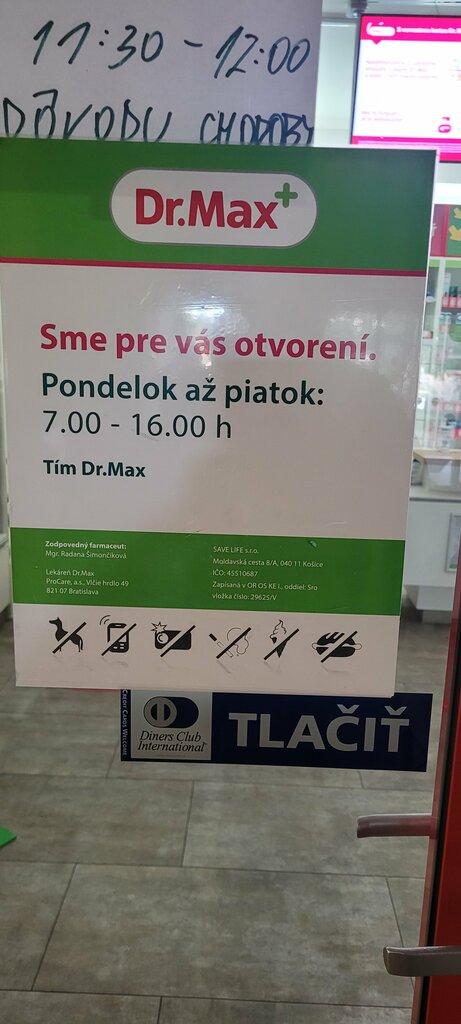 11:30 - 12:00
DÔVODU CHODOBY
Dr.Max+
Sme pre vás otvorení.
Pondelok až piatok:
7.00 - 16.00 h
Tím Dr.Max
Zodpovedný farmaceut:
Mgr. Radana Šimončíková
Lekáreň Dr.Max
ProCare, a.s., Vlčie hrdlo 49
821 07 Bratislava
SAVE LIFE s.r.o.
Moldavská cesta 8/A, 040 11 Košice
IČO: 45510687
Zapísaná v OR OS KE I., oddiel: Sro
vložka číslo: 29625/V
CREDIT CARDS WELCOME
Diners Club
International
TLAČIŤ